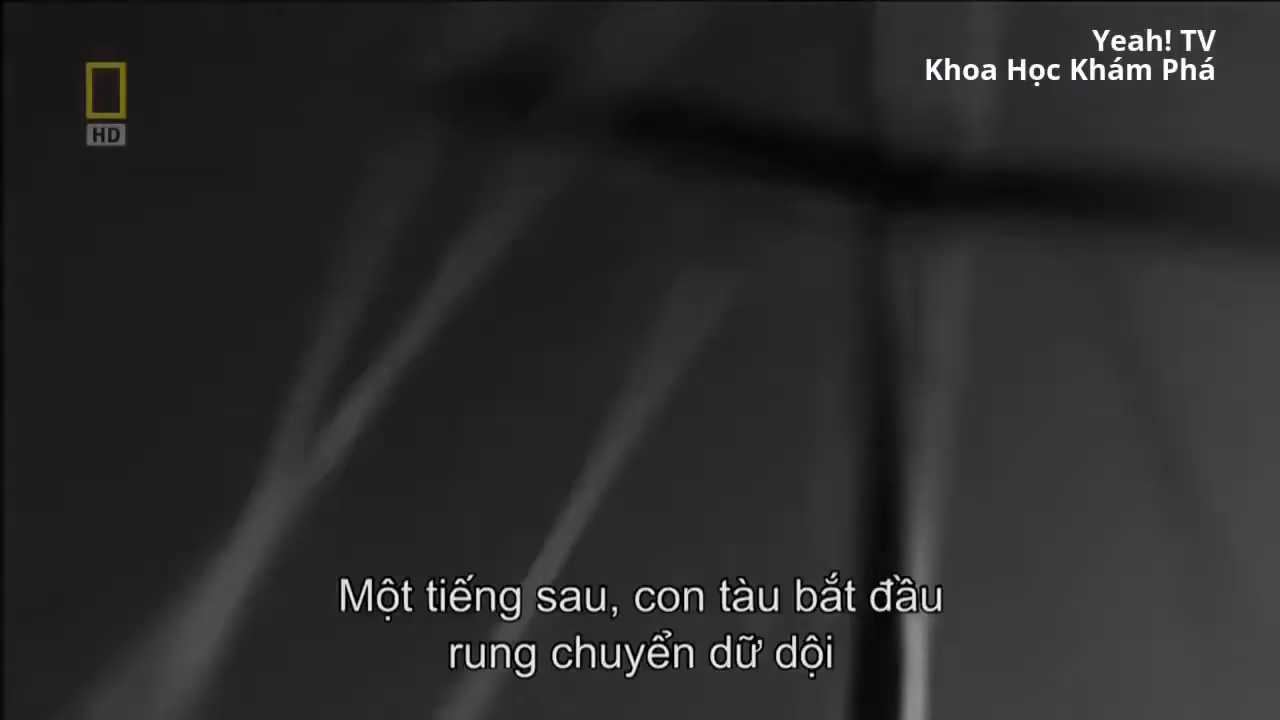 Yeah! TV
Khoa Học Khám Phá
HD
Một tiếng sau, con tàu bắt đầu
rung chuyển dữ dội